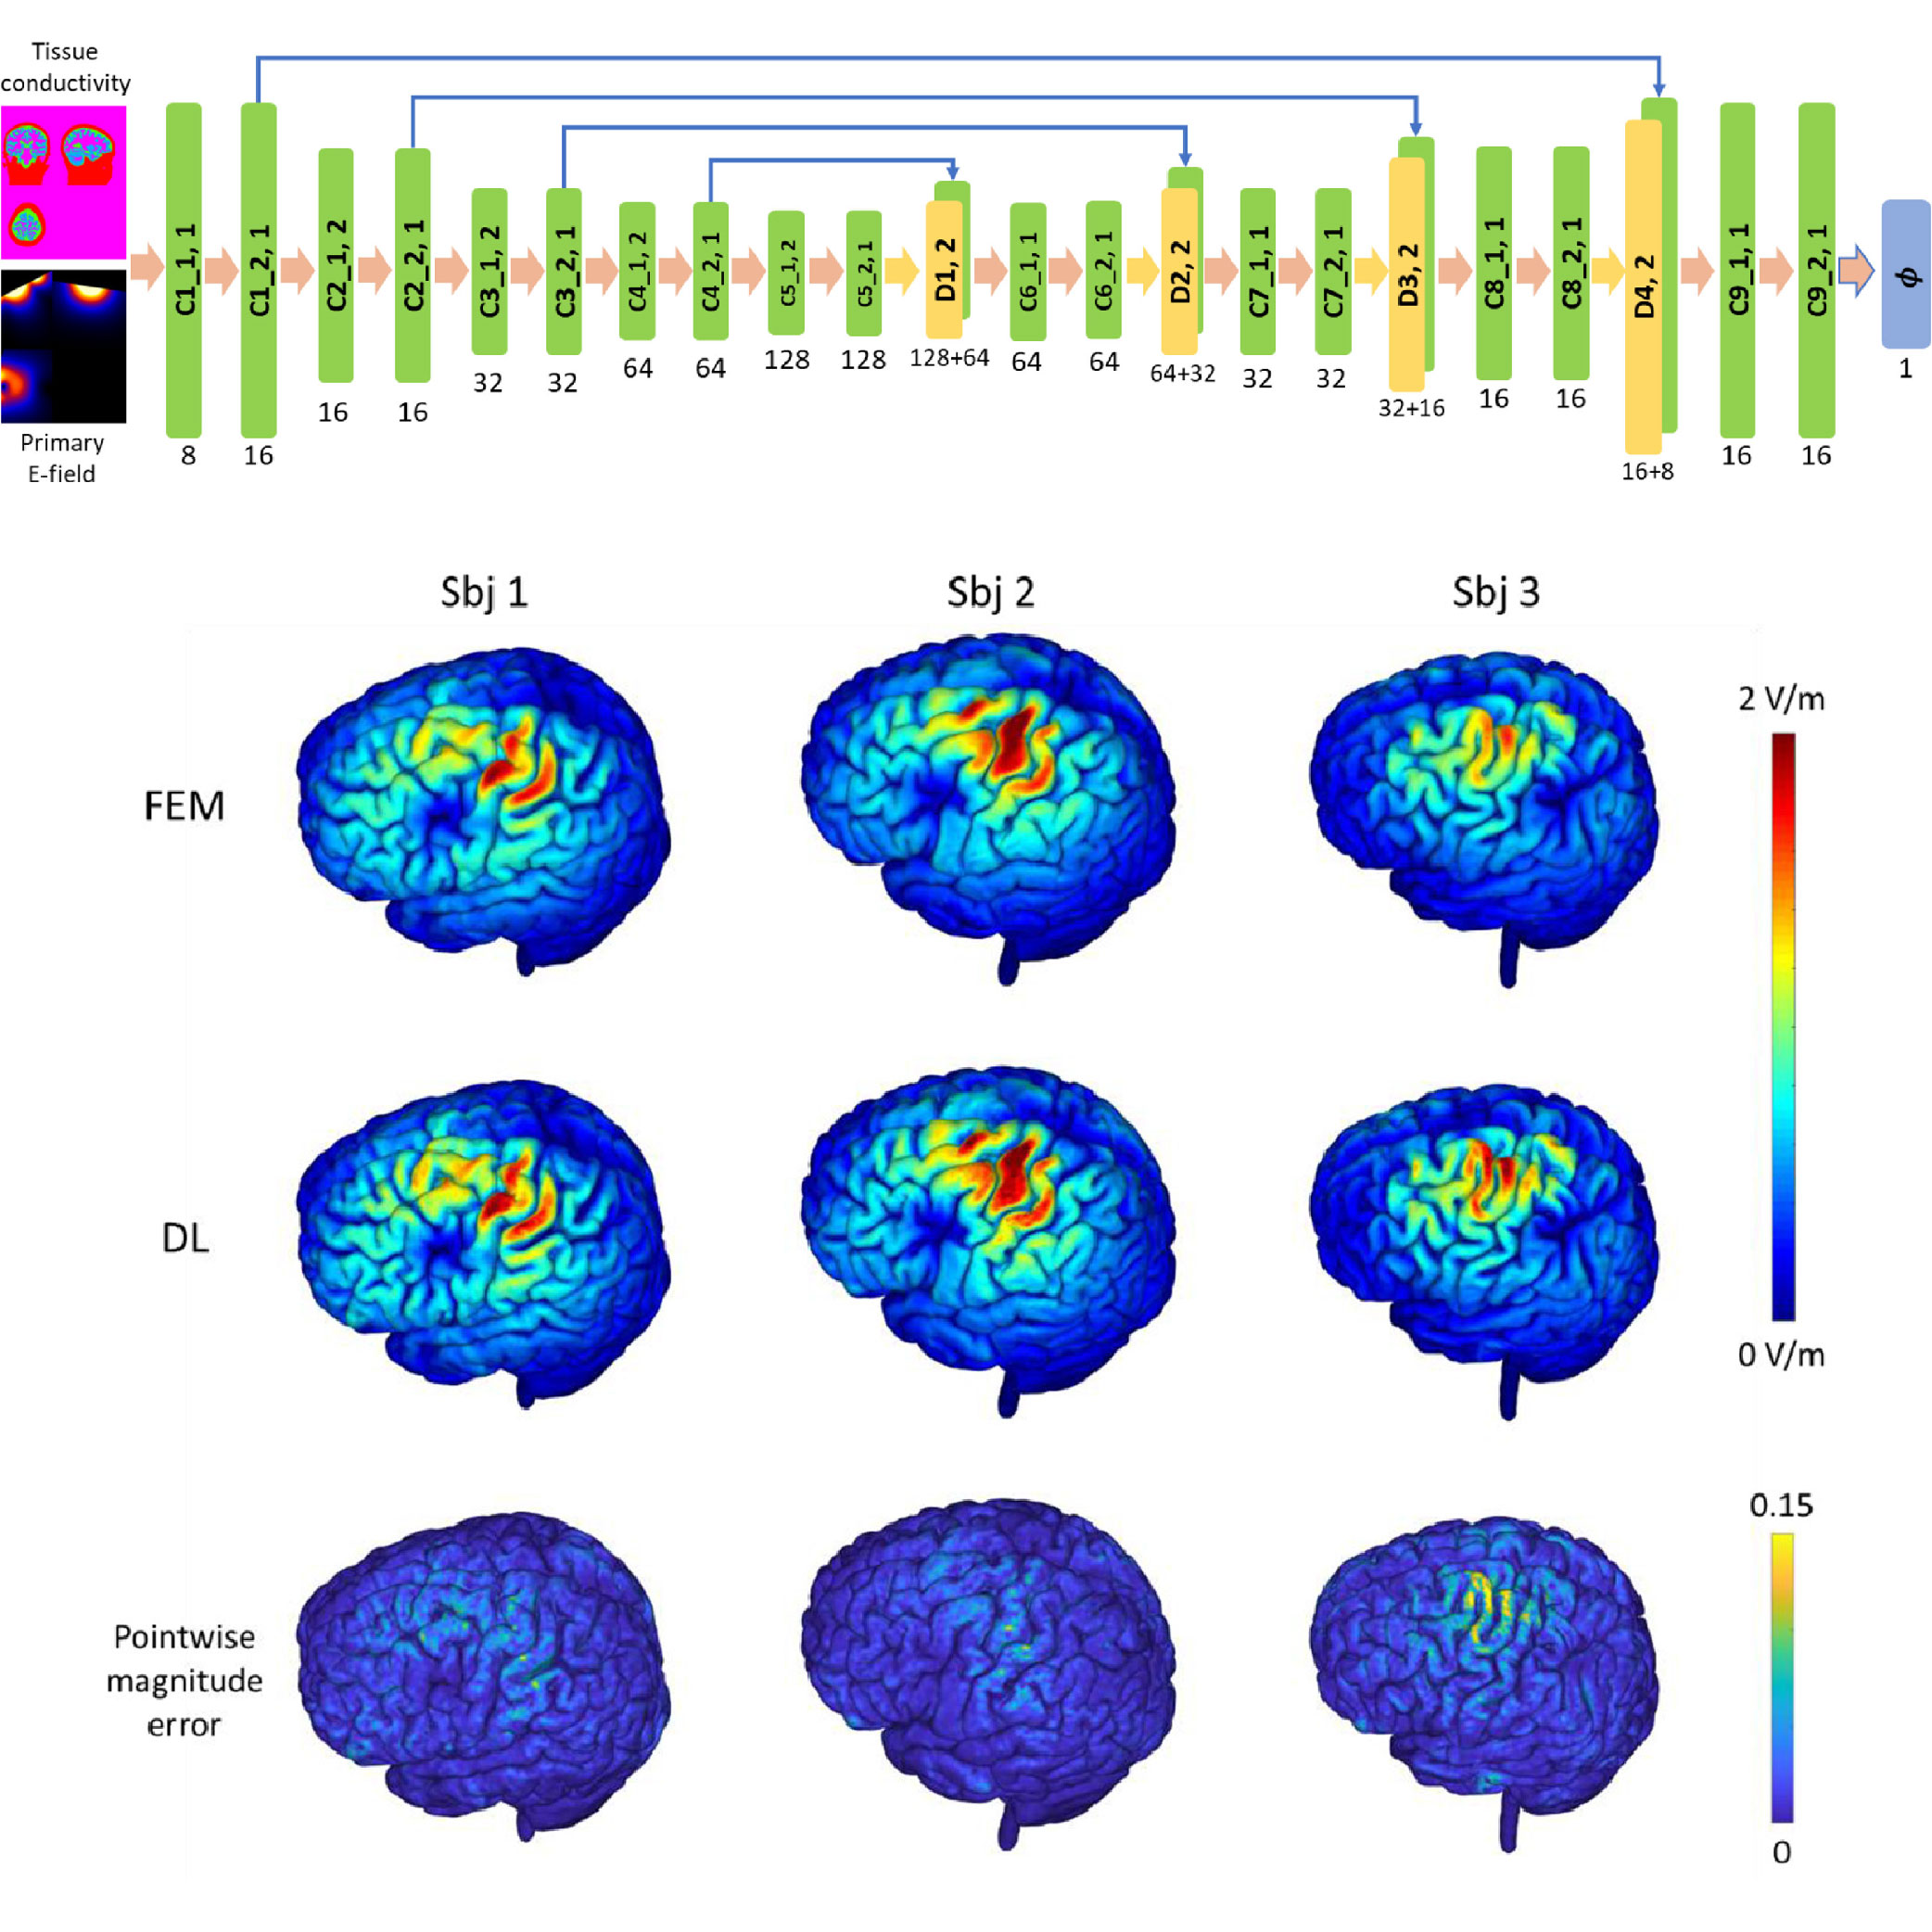 Tissue
conductivity
Primary
E-field
C1_1, 1
C1_2, 1
C2_1, 2
C2_2, 1
C3_1, 2
C3_2, 1
C4_1, 2
C4_2, 1
C5_1, 2
C5_2, 1
D1, 2
C6_1, 1
C6_2, 1
D2, 2
C7_1, 1
C7_2, 1
D3, 2
C8_1, 1
C8_2, 1
D4, 2
C9_1, 1
C9_2, 1
ϕ
8
16
16
16
32
32
64
64
128
128
128+64
64
64
64+32
32
32
32+16
16
16
16+8
16
16
1
Sbj 1
Sbj 2
Sbj 3
FEM
2 V/m
DL
0 V/m
Pointwise
magnitude
error
0.15
0